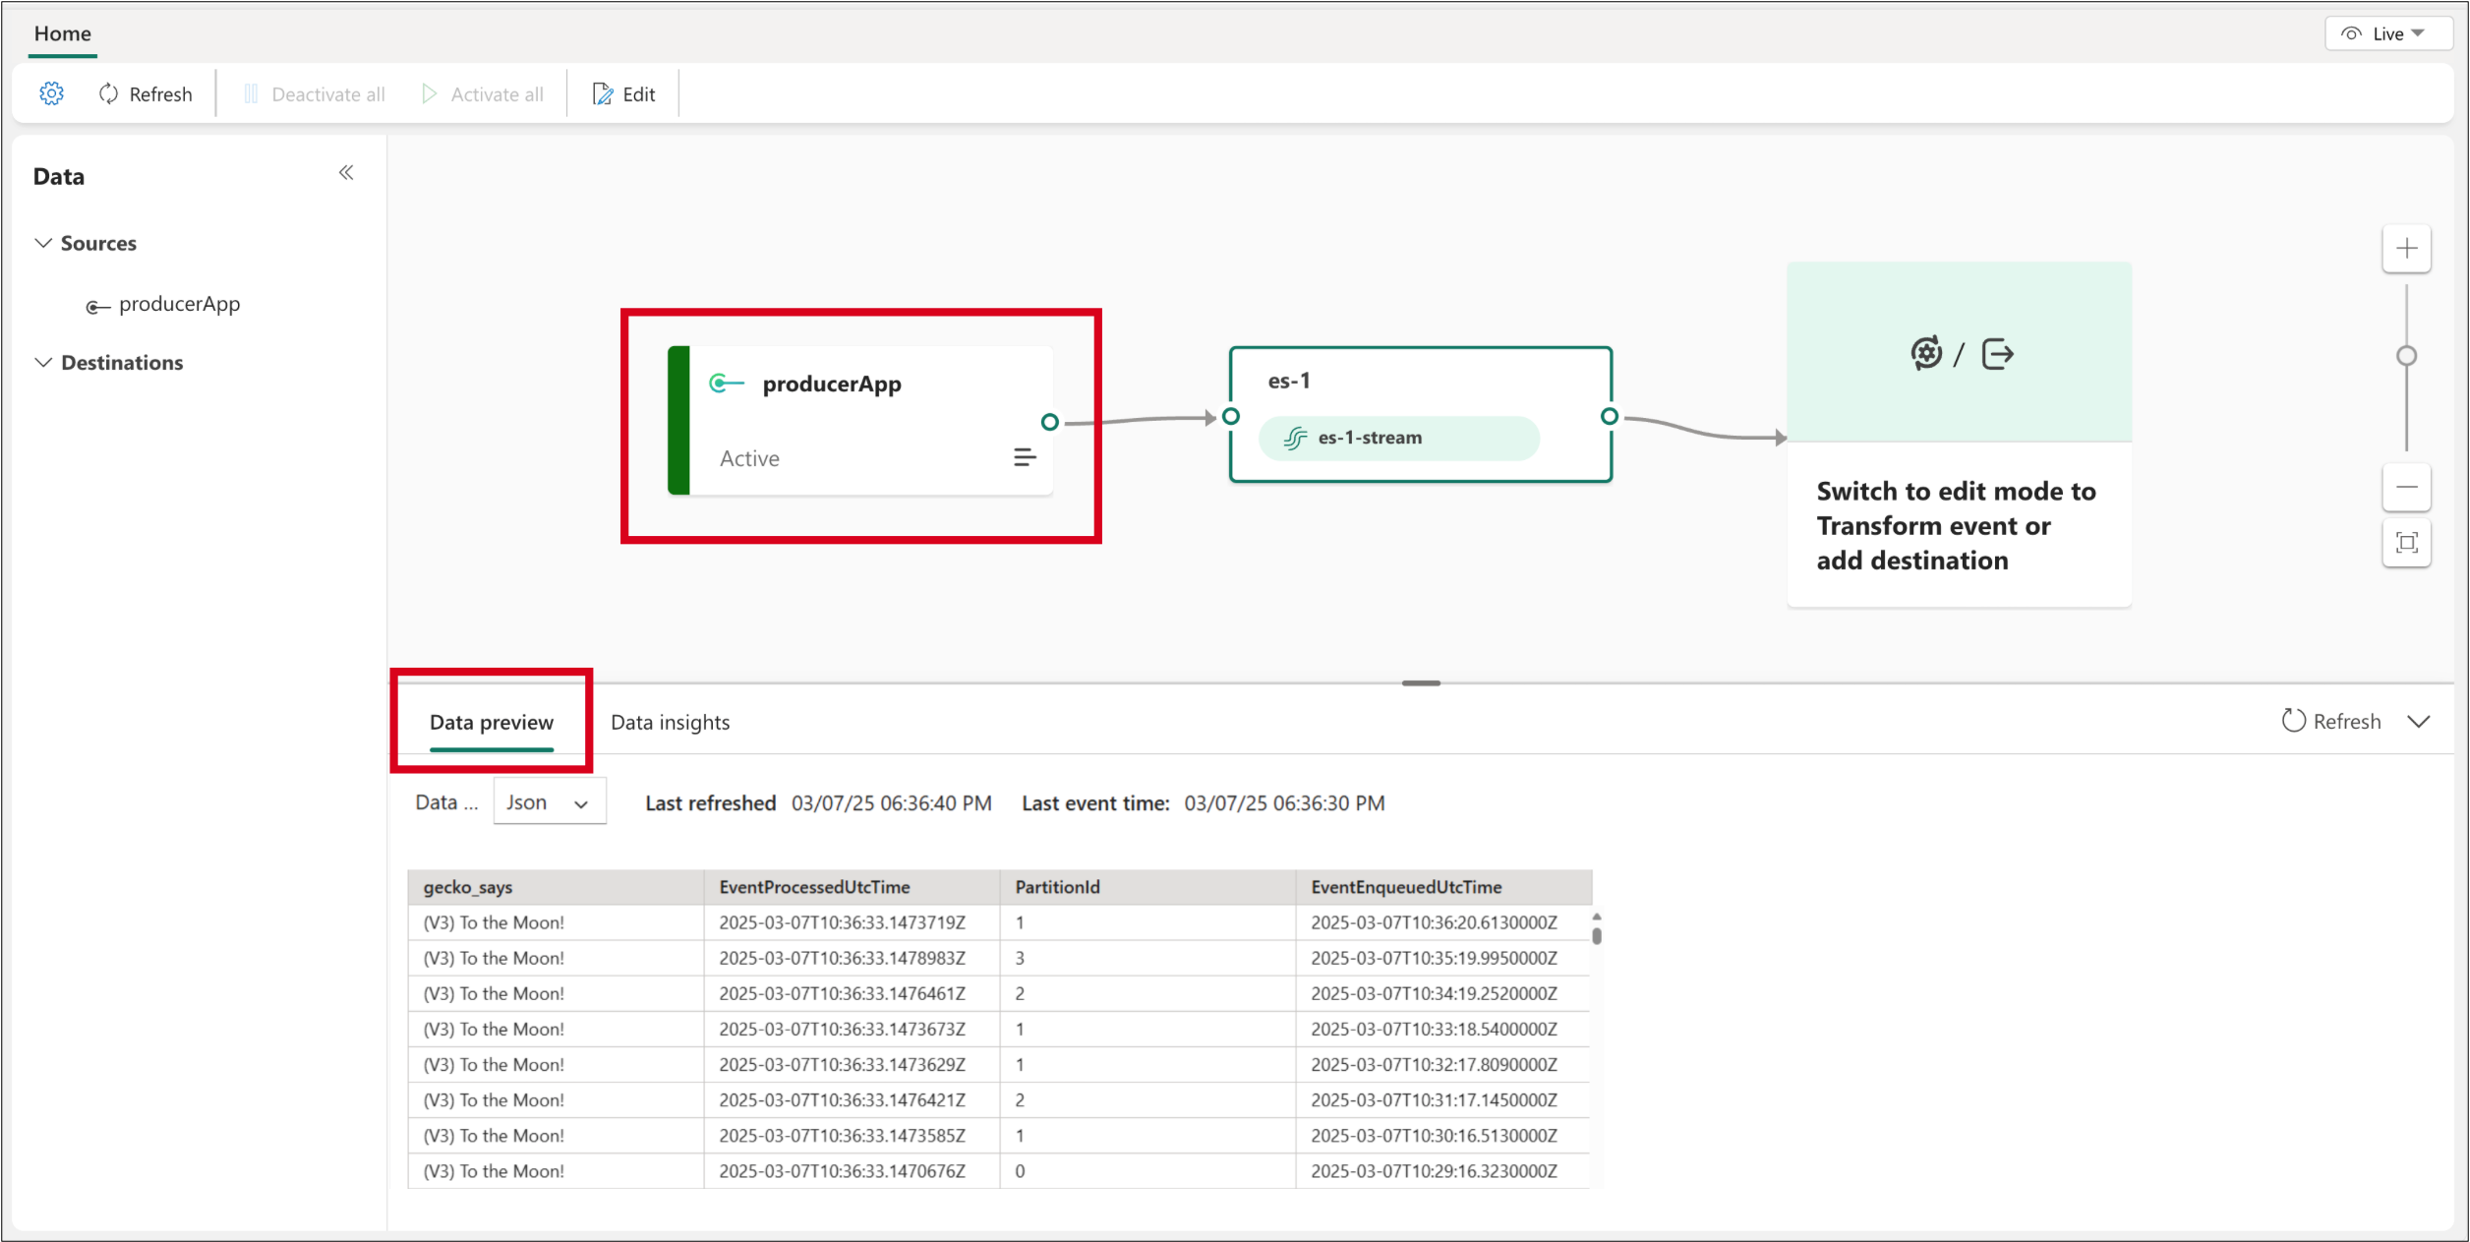 Home
Live
Refresh
Deactivate all
Activate all
Edit
Data
Sources
producerApp
Destinations
producerApp
Active
es-1
es-1-stream
/
Switch to edit mode to
Transform event or
add destination
Data preview
Data insights
Refresh
Data ...
Json
Last refreshed 03/07/25 06:36:40 PM
Last event time: 03/07/25 06:36:30 PM
gecko_says EventProcessedUtcTime PartitionId EventEnqueuedUtcTime
(V3) To the Moon! 2025-03-07T10:36:33.1473719Z 1 2025-03-07T10:36:20.6130000Z
(V3) To the Moon! 2025-03-07T10:36:33.1478983Z 3 2025-03-07T10:35:19.9950000Z
(V3) To the Moon! 2025-03-07T10:36:33.1476461Z 2 2025-03-07T10:34:19.2520000Z
(V3) To the Moon! 2025-03-07T10:36:33.1473673Z 1 2025-03-07T10:33:18.5400000Z
(V3) To the Moon! 2025-03-07T10:36:33.1473629Z 1 2025-03-07T10:32:17.8090000Z
(V3) To the Moon! 2025-03-07T10:36:33.1476421Z 2 2025-03-07T10:31:17.1450000Z
(V3) To the Moon! 2025-03-07T10:36:33.1473585Z 1 2025-03-07T10:30:16.5130000Z
(V3) To the Moon! 2025-03-07T10:36:33.1470676Z 0 2025-03-07T10:29:16.3230000Z